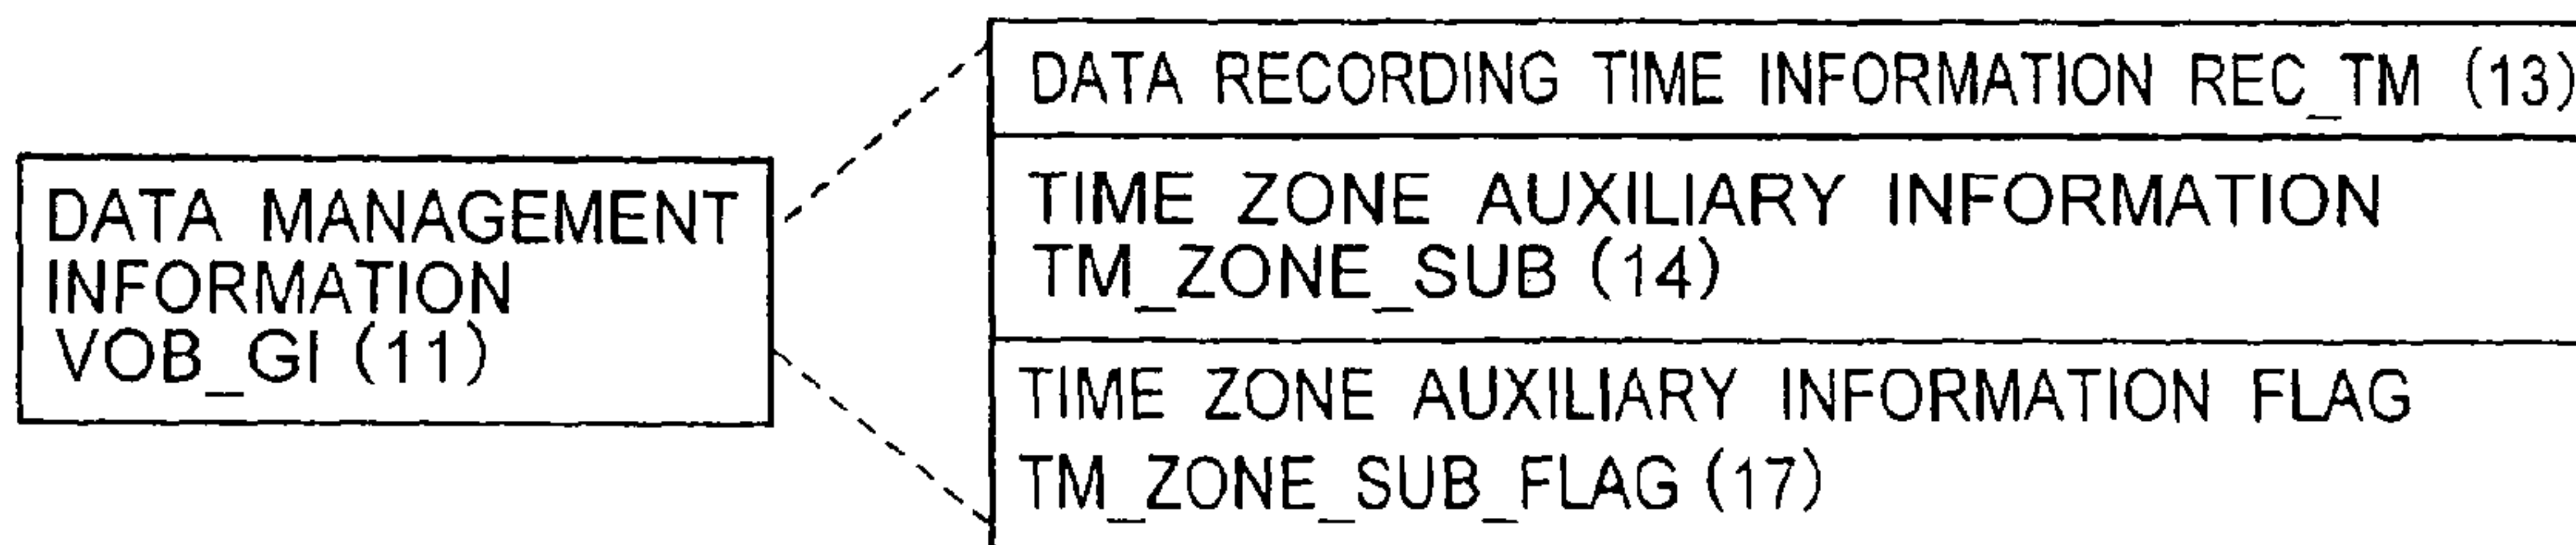 DATA MANAGEMENT
INFORMATION
VOB_GI (11)
DATA RECORDING TIME INFORMATION REC_TM (13)
TIME ZONE AUXILIARY INFORMATION
TM_ZONE_SUB (14)
TIME ZONE AUXILIARY INFORMATION FLAG
TM_ZONE_SUB_FLAG (17)